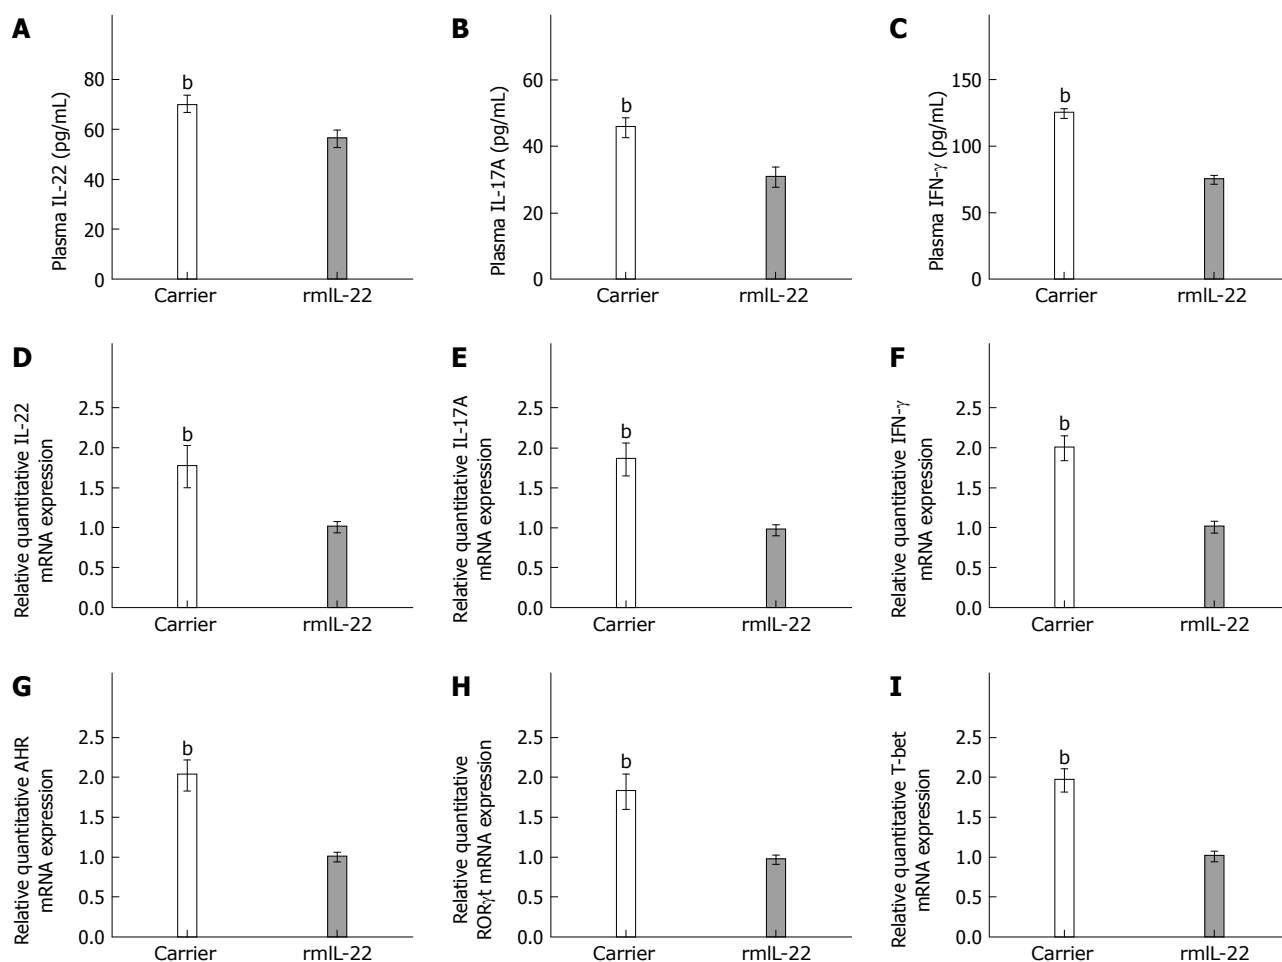 A
Plasma IL-22 (pg/mL)
80
60
40
20
0
b
Carrier
rmIL-22
B
Plasma IL-17A (pg/mL)
60
40
20
0
b
Carrier
rmIL-22
C
Plasma IFN-γ (pg/mL)
150
100
50
0
b
Carrier
rmIL-22
D
Relative quantitative IL-22
mRNA expression
2.5
2.0
1.5
1.0
0.5
0.0
b
Carrier
rmIL-22
E
Relative quantitative IL-17A
mRNA expression
2.5
2.0
1.5
1.0
0.5
0.0
b
Carrier
rmIL-22
F
Relative quantitative IFN-γ
mRNA expression
2.5
2.0
1.5
1.0
0.5
0.0
b
Carrier
rmIL-22
G
Relative quantitative AHR
mRNA expression
2.5
2.0
1.5
1.0
0.5
0.0
b
Carrier
rmIL-22
H
Relative quantitative
RORγt mRNA expression
2.5
2.0
1.5
1.0
0.5
0.0
b
Carrier
rmIL-22
I
Relative quantitative T-bet
mRNA expression
2.5
2.0
1.5
1.0
0.5
0.0
b
Carrier
rmIL-22